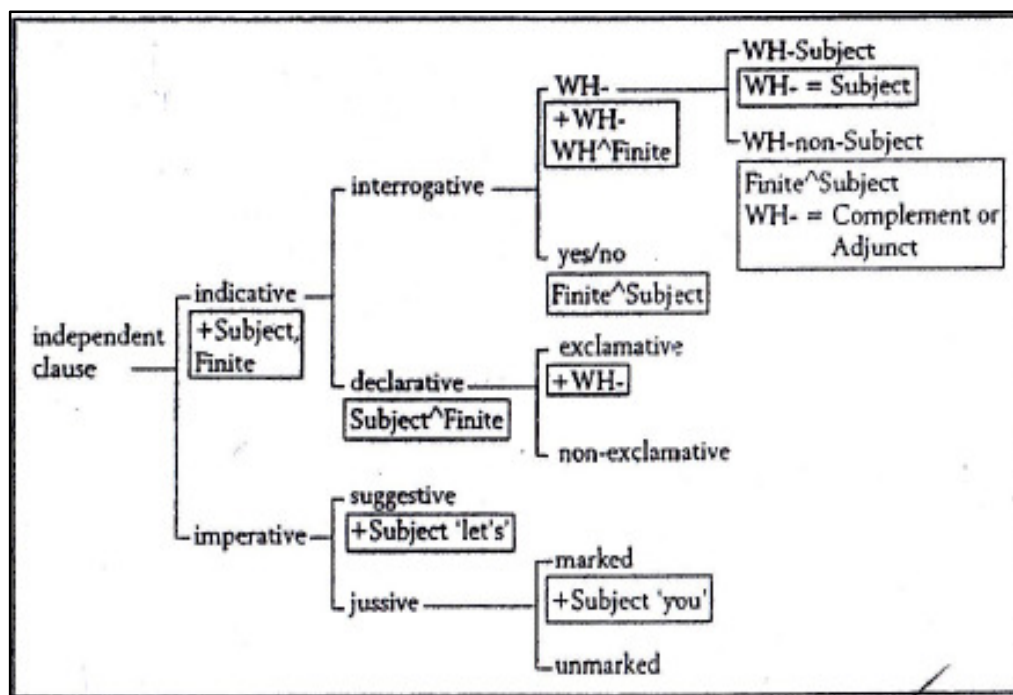 WH-Subject
WH- = Subject
WH-
+WH-
WH^Finite
WH-non-Subject
Finite^Subject
WH- = Complement or
Adjunct
interrogative
yes/no
Finite^Subject
indicative
+Subject,
Finite
independent
clause
exclamative
+WH-
declarative
Subject^Finite
non-exclamative
suggestive
+Subject 'let's'
imperative
marked
+Subject 'you'
jussive
unmarked